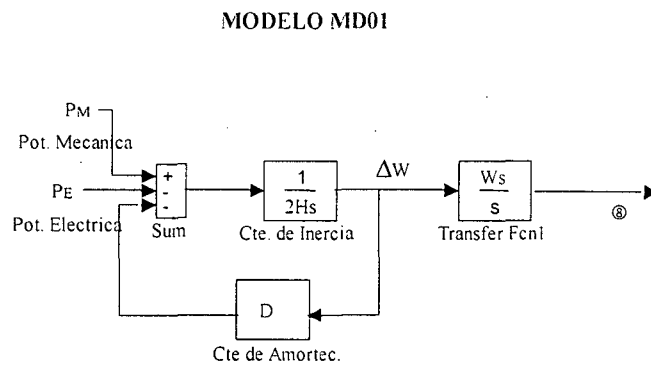 MODELO MD01
PM
Pot. Mecanica
PE
Pot. Electrica
+
-
-
Sum
1
2Hs
Cte. de Inercia
ΔW
Ws
s
Transfer Fcn1
⑧
D
Cte de Amortec.